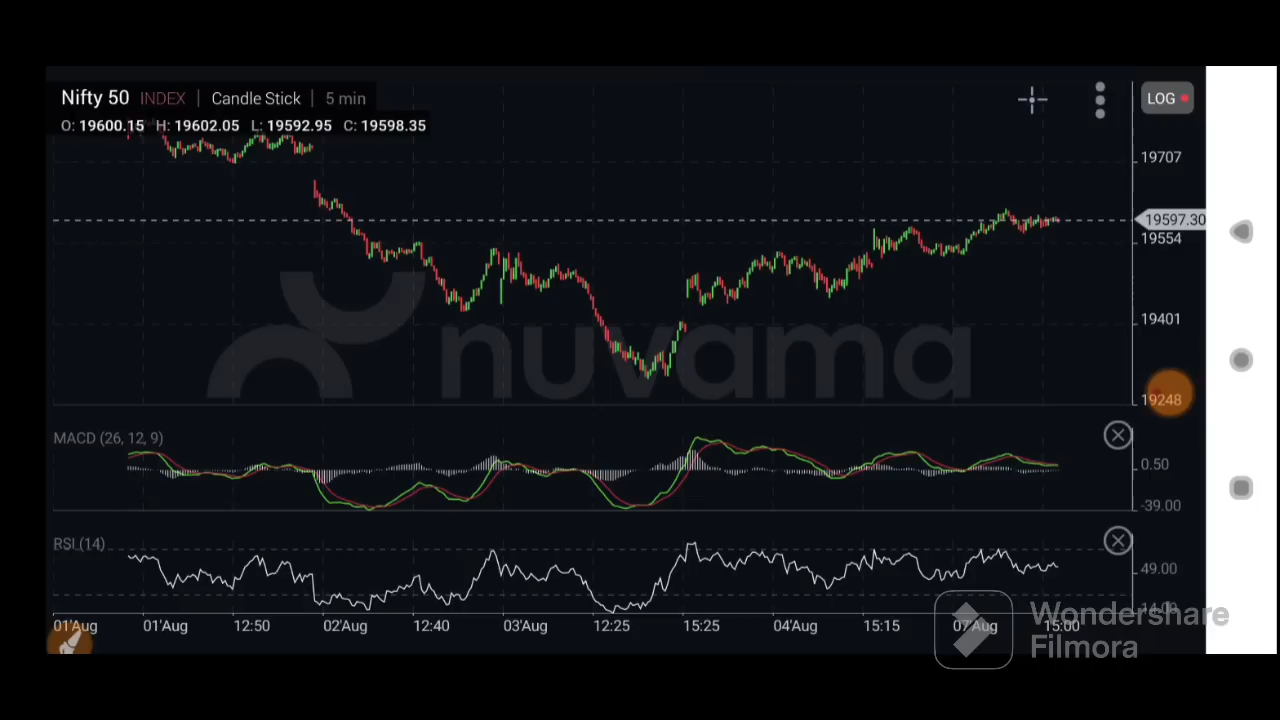 Nifty 50 INDEX | Candle Stick | 5 min
LOG
O: 19600.15 H: 19602.05 L: 19592.95 C: 19598.35
19707
19597.30
19554
nuvama
19401
19248
MACD (26, 12, 9)
0.50
-39.00
RSI (14)
49.00
14.00
01'Aug 01'Aug 12:50 02'Aug 12:40 03'Aug 12:25 15:25 04'Aug 15:15 07'Aug 15:00
Wondershare
Filmora